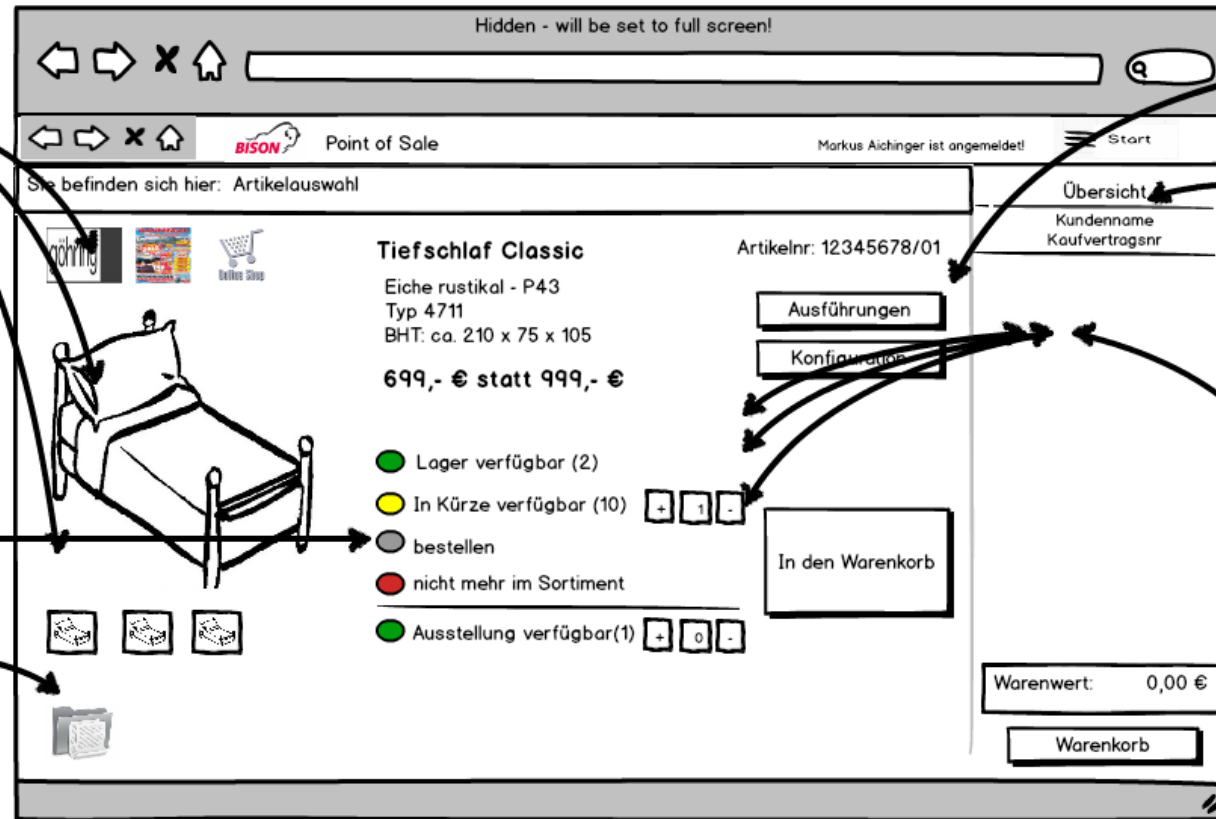 Hidden - will be set to full screen!
BISON
Point of Sale
Markus Aichinger ist angemeldet!
Start
Sie befinden sich hier: Artikelauswahl
Übersicht
Kundenname
Kaufvertragsnr
göhring
Online Shop
Tiefschlaf Classic
Artikelnr: 12345678/01
Eiche rustikal - P43
Typ 4711
BHT: ca. 210 x 75 x 105
699,- € statt 999,- €
Ausführungen
Konfiguration
Lager verfügbar (2)
In Kürze verfügbar (10)
+ 1 -
bestellen
nicht mehr im Sortiment
Ausstellung verfügbar(1)
+ 0 -
In den Warenkorb
Warenwert: 0,00 €
Warenkorb